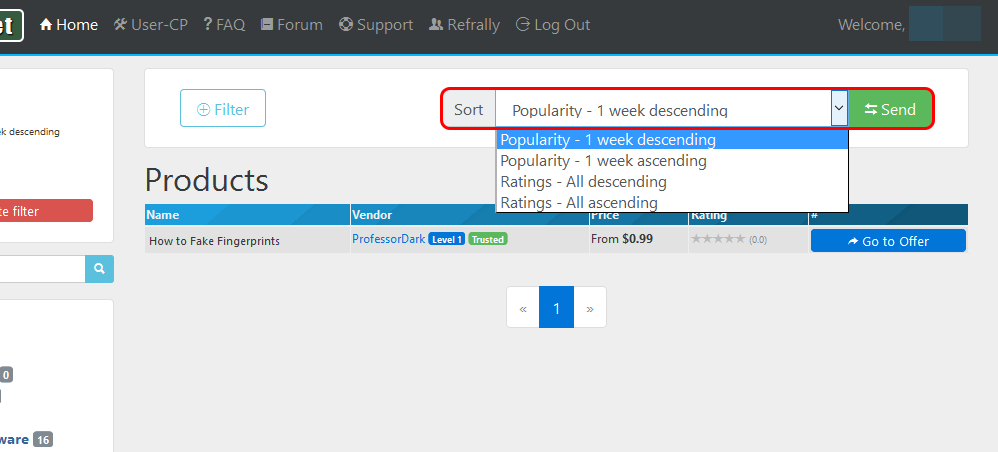 et Home User-CP ? FAQ Forum Support Refrally Log Out Welcome,
Filter
Sort Popularity - 1 week descending Send
Popularity - 1 week descending
Popularity - 1 week ascending
Ratings - All descending
Ratings - All ascending
k descending
te filter
Products
Name Vendor Price Rating #
How to Fake Fingerprints ProfessorDark Level 1 Trusted From $0.99 (0.0) Go to Offer
« 1 »
0
ware 16